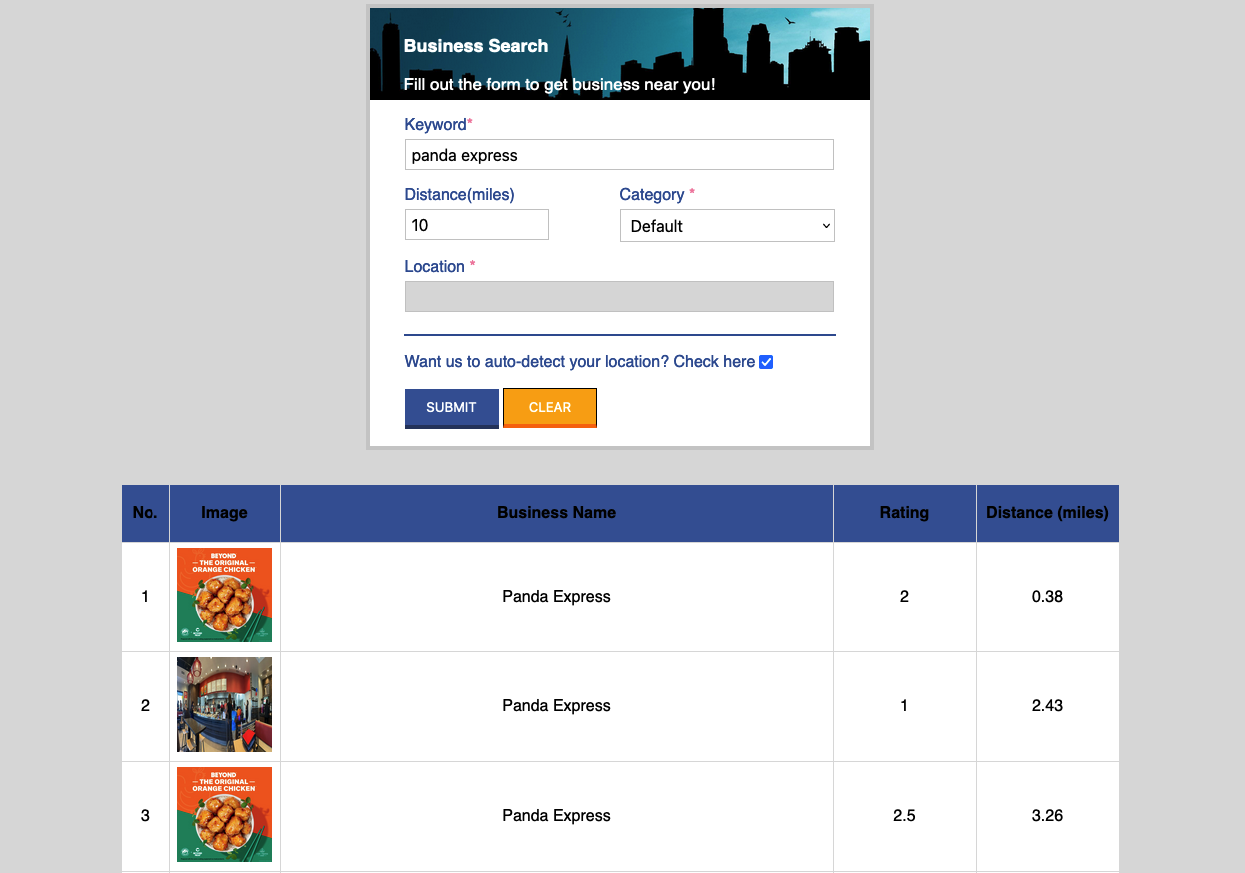 Business Search
Fill out the form to get business near you!
Keyword*
panda express
Distance(miles) Category *
10 Default
Location *
Want us to auto-detect your location? Check here
SUBMIT CLEAR
No. Image Business Name Rating Distance (miles)
BEYOND
— THE ORIGINAL —
ORANGE CHICKEN
1 Panda Express 2 0.38
2 Panda Express 1 2.43
BEYOND
— THE ORIGINAL —
ORANGE CHICKEN
3 Panda Express 2.5 3.26